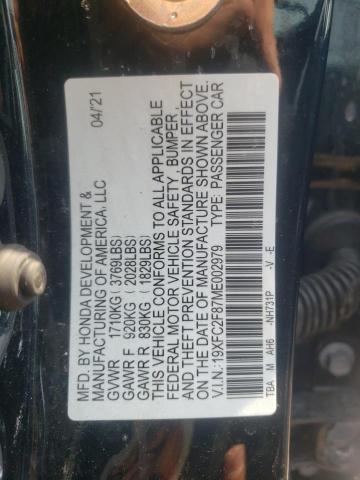 MFD. BY HONDA DEVELOPMENT & 04/21
MANUFACTURING OF AMERICA, LLC
GVWR 1710KG ( 3769LBS)
GAWR F 920KG ( 2028LBS)
GAWR R 830KG ( 1829LBS)
THIS VEHICLE CONFORMS TO ALL APPLICABLE
FEDERAL MOTOR VEHICLE SAFETY, BUMPER,
AND THEFT PREVENTION STANDARDS IN EFFECT
ON THE DATE OF MANUFACTURE SHOWN ABOVE.
V.I.N.:19XFC2F87ME002979 TYPE: PASSENGER CAR
TBA M AH6 -NH731P -V -E